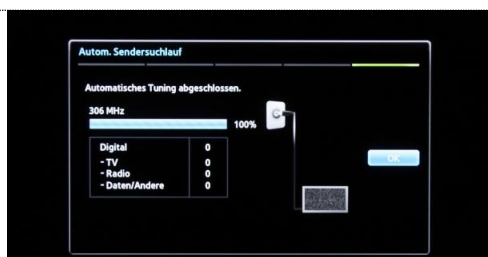 Autom. Sendersuchlauf
Automatisches Tuning abgeschlossen.
306 MHz
100%
Digital 0
- TV 0
- Radio 0
- Daten/Andere 0
OK